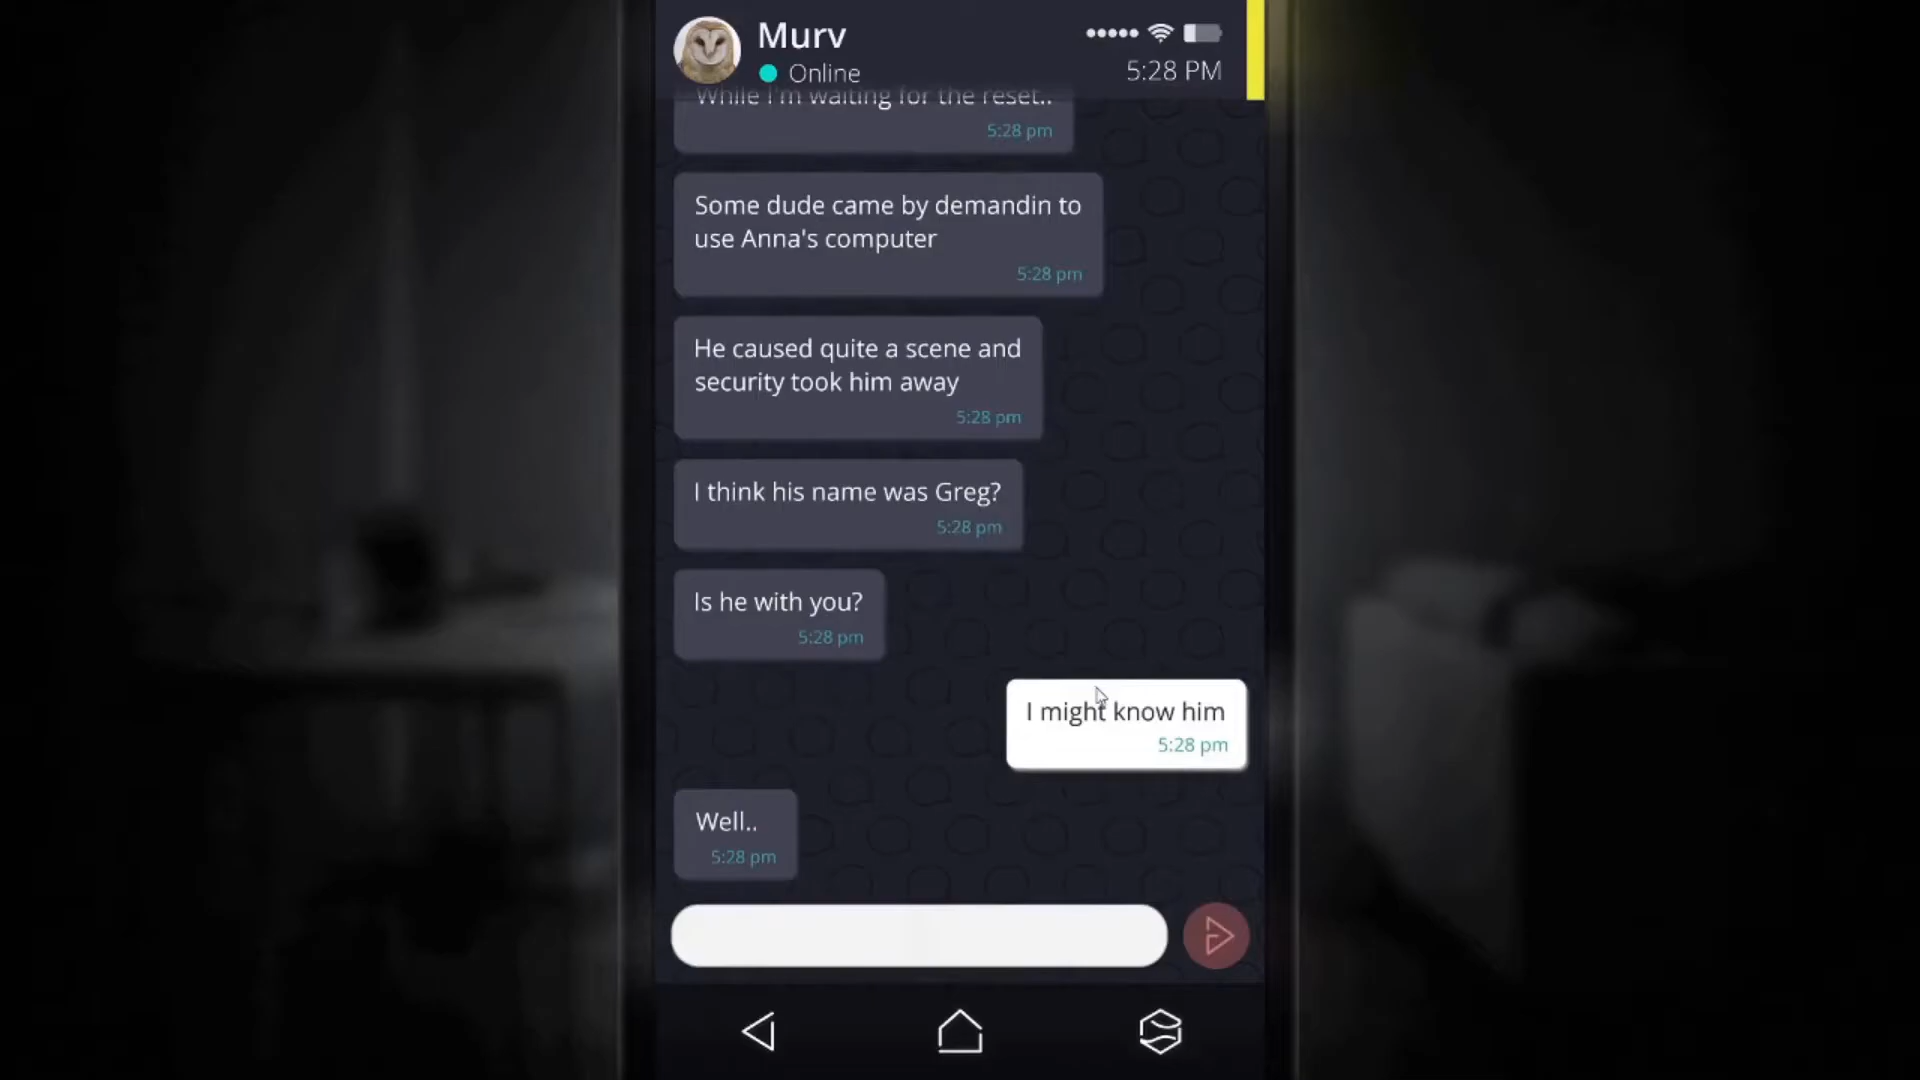 Murv
Online
5:28 PM
While I'm waiting for the reset..
5:28 pm
Some dude came by demandin to
use Anna's computer
5:28 pm
He caused quite a scene and
security took him away
5:28 pm
I think his name was Greg?
5:28 pm
Is he with you?
5:28 pm
I might know him
5:28 pm
Well..
5:28 pm